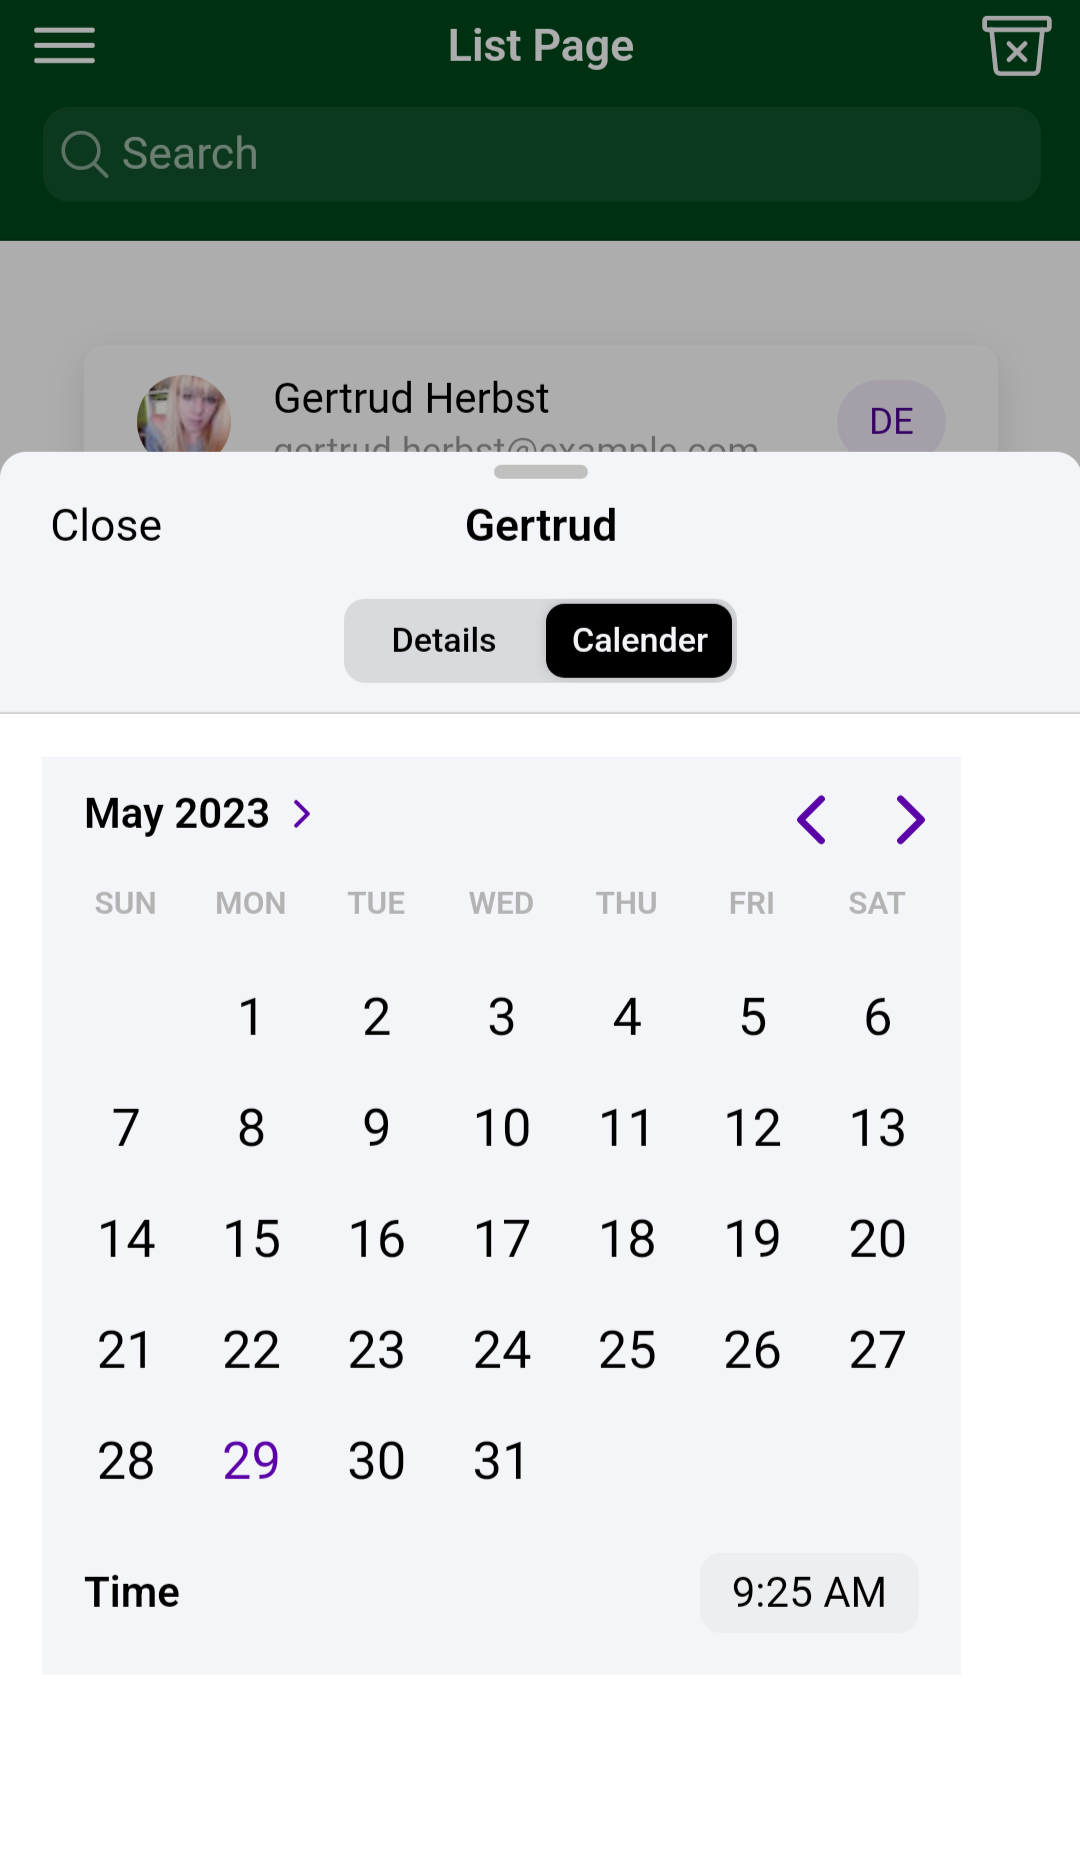 List Page
Search
Gertrud Herbst
DE
gertrud.herbst@example.com
Close
Gertrud
Details
Calender
May 2023
SUN MON TUE WED THU FRI SAT
1 2 3 4 5 6
7 8 9 10 11 12 13
14 15 16 17 18 19 20
21 22 23 24 25 26 27
28 29 30 31
Time
9:25 AM